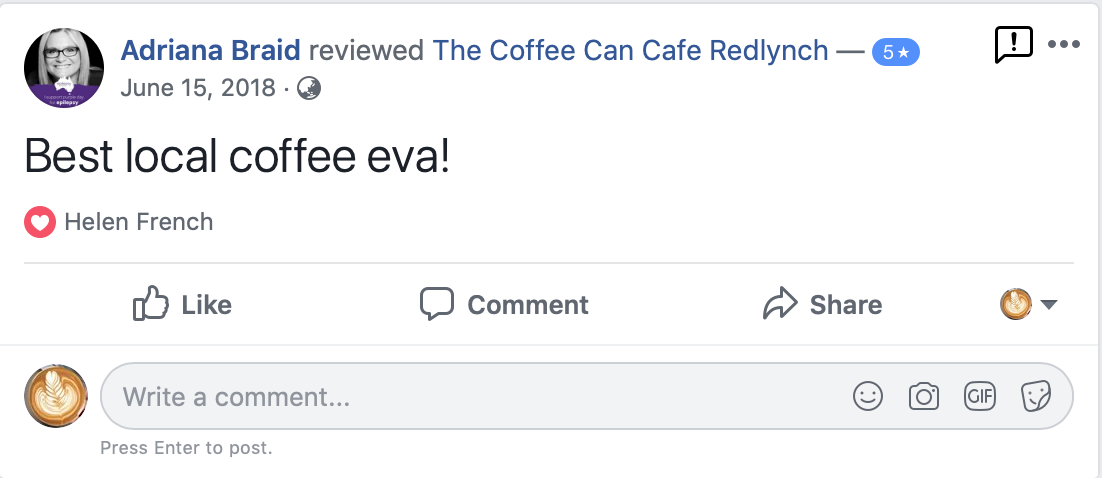 Adriana Braid reviewed The Coffee Can Cafe Redlynch — 5★
June 15, 2018 ·
Best local coffee eva!
Helen French
Like Comment Share
Write a comment... GIF
Press Enter to post.